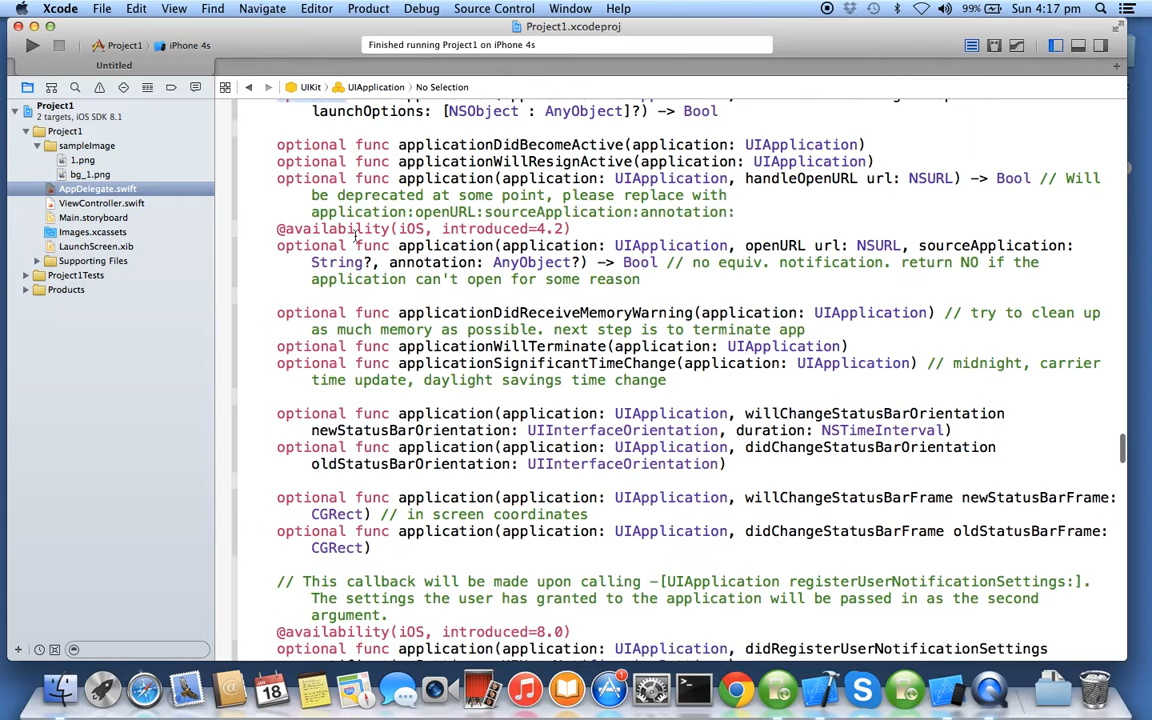 Xcode File Edit View Find Navigate Editor Product Debug Source Control Window Help 99% Sun 4:17 pm
Project1.xcodeproj
Project1 iPhone 4s Finished running Project1 on iPhone 4s
Untitled
UIKit UIApplication No Selection
Project1
2 targets, iOS SDK 8.1
Project1
sampleImage
1.png
bg_1.png
AppDelegate.swift
ViewController.swift
Main.storyboard
Images.xcassets
LaunchScreen.xib
Supporting Files
Project1Tests
Products
launchOptions: [NSObject : AnyObject]?) -> Bool
optional func applicationDidBecomeActive(application: UIApplication)
optional func applicationWillResignActive(application: UIApplication)
optional func application(application: UIApplication, handleOpenURL url: NSURL) -> Bool // Will
be deprecated at some point, please replace with
application:openURL:sourceApplication:annotation:
@availability(iOS, introduced=4.2)
optional func application(application: UIApplication, openURL url: NSURL, sourceApplication:
String?, annotation: AnyObject?) -> Bool // no equiv. notification. return NO if the
application can't open for some reason
optional func applicationDidReceiveMemoryWarning(application: UIApplication) // try to clean up
as much memory as possible. next step is to terminate app
optional func applicationWillTerminate(application: UIApplication)
optional func applicationSignificantTimeChange(application: UIApplication) // midnight, carrier
time update, daylight savings time change
optional func application(application: UIApplication, willChangeStatusBarOrientation
newStatusBarOrientation: UIInterfaceOrientation, duration: NSTimeInterval)
optional func application(application: UIApplication, didChangeStatusBarOrientation
oldStatusBarOrientation: UIInterfaceOrientation)
optional func application(application: UIApplication, willChangeStatusBarFrame newStatusBarFrame:
CGRect) // in screen coordinates
optional func application(application: UIApplication, didChangeStatusBarFrame oldStatusBarFrame:
CGRect)
// This callback will be made upon calling -[UIApplication registerUserNotificationSettings:].
The settings the user has granted to the application will be passed in as the second
argument.
@availability(iOS, introduced=8.0)
optional func application(application: UIApplication, didRegisterUserNotificationSettings
18